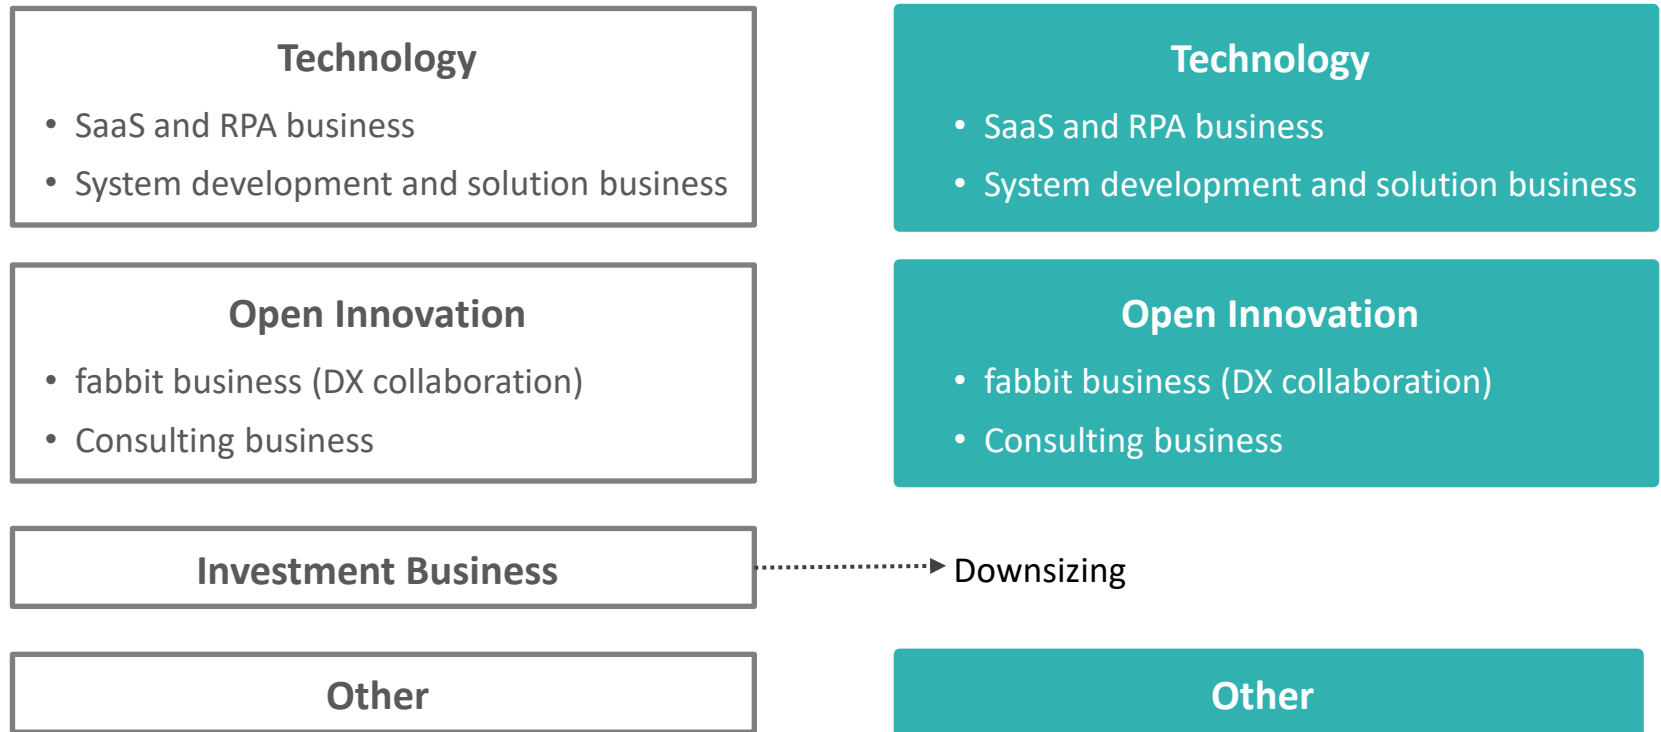 Technology
• SaaS and RPA business
• System development and solution business
Open Innovation
• fabbit business (DX collaboration)
• Consulting business
Investment Business
Other
Technology
• SaaS and RPA business
• System development and solution business
Open Innovation
• fabbit business (DX collaboration)
• Consulting business
Downsizing
Other